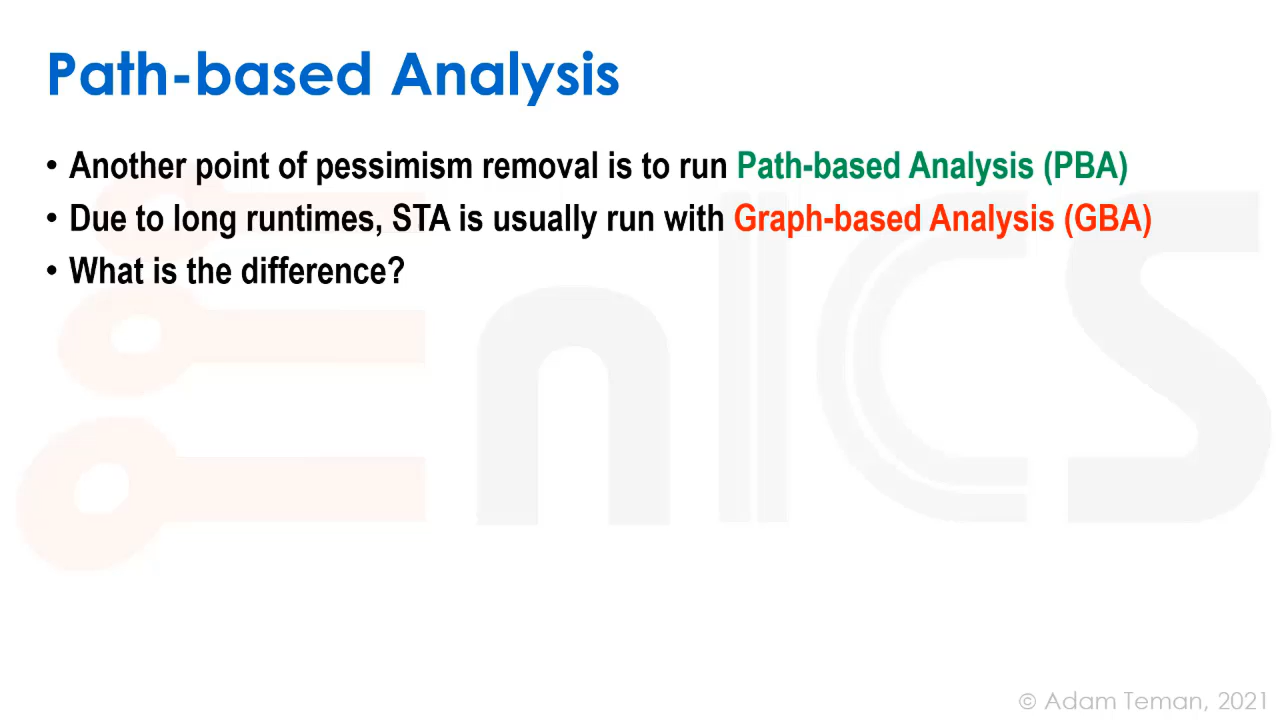 Path-based Analysis
• Another point of pessimism removal is to run Path-based Analysis (PBA)
• Due to long runtimes, STA is usually run with Graph-based Analysis (GBA)
• What is the difference?
EnICS
© Adam Teman, 2021